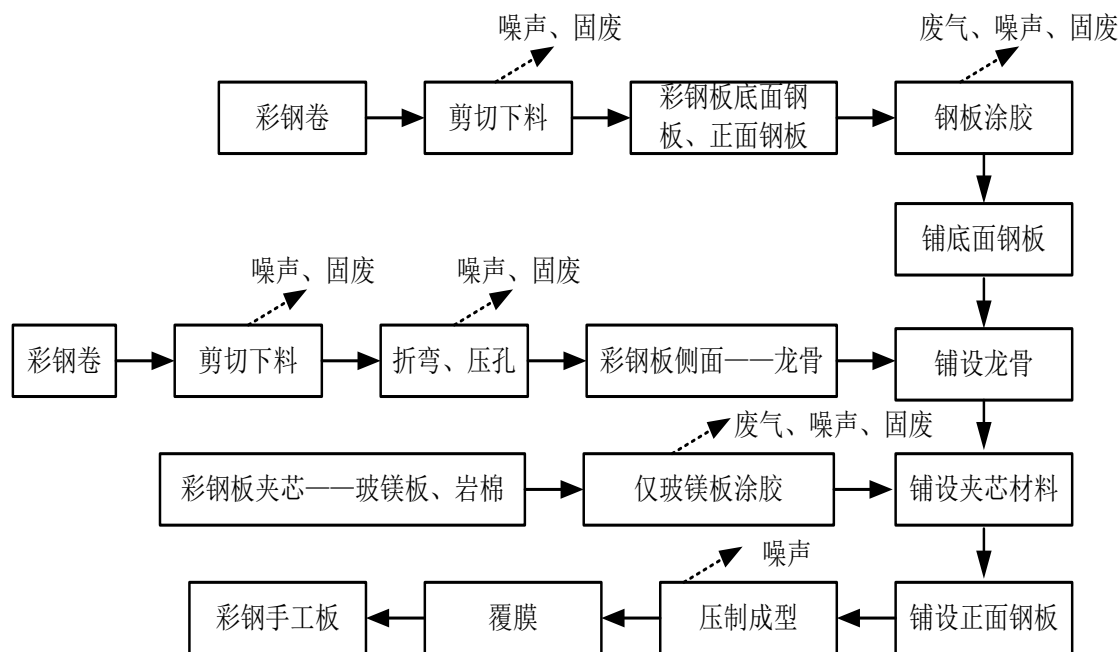 噪声、固废
废气、噪声、固废
彩钢卷
剪切下料
彩钢板底面钢
板、正面钢板
钢板涂胶
铺底面钢板
噪声、固废
噪声、固废
彩钢卷
剪切下料
折弯、压孔
彩钢板侧面——龙骨
铺设龙骨
废气、噪声、固废
彩钢板夹芯——玻镁板、岩棉
仅玻镁板涂胶
铺设夹芯材料
噪声
彩钢手工板
覆膜
压制成型
铺设正面钢板